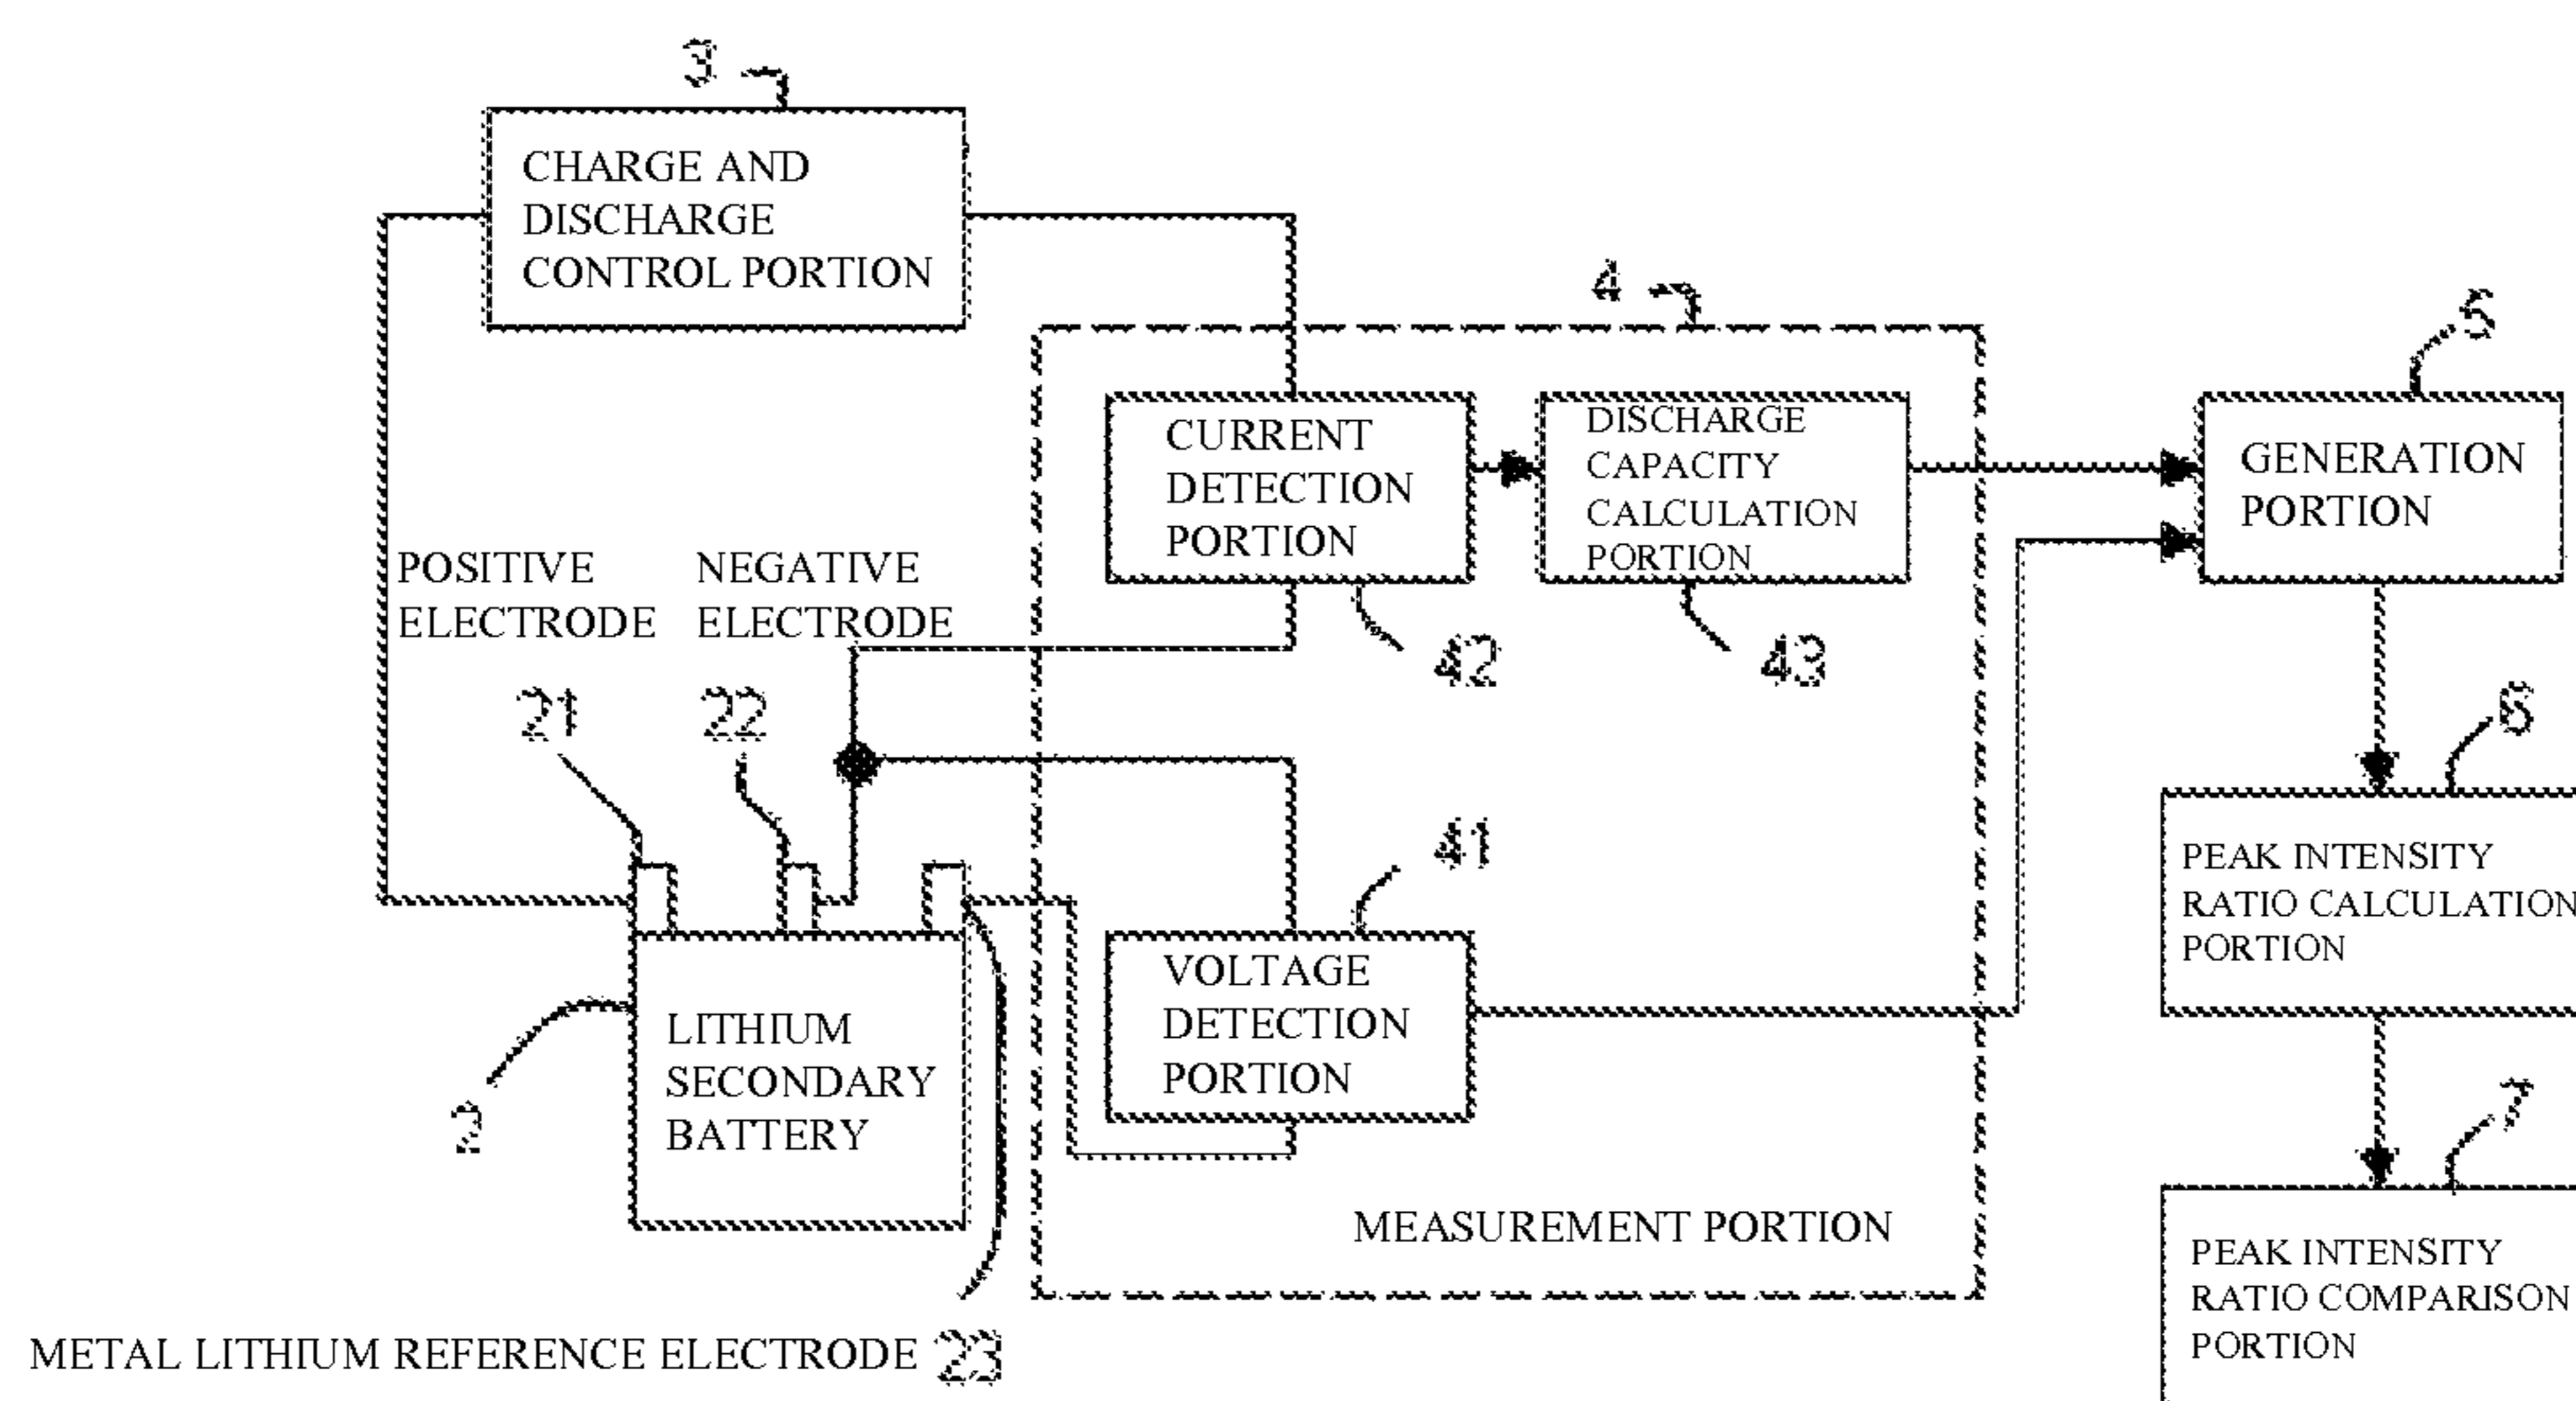 3
CHARGE AND
DISCHARGE
CONTROL PORTION
4
5
CURRENT
DETECTION
PORTION
DISCHARGE
CAPACITY
CALCULATION
PORTION
GENERATION
PORTION
POSITIVE
ELECTRODE
NEGATIVE
ELECTRODE
42
43
21
22
6
41
PEAK INTENSITY
RATIO CALCULATION
PORTION
VOLTAGE
DETECTION
PORTION
LITHIUM
SECONDARY
BATTERY
2
7
MEASUREMENT PORTION
PEAK INTENSITY
RATIO COMPARISON
PORTION
METAL LITHIUM REFERENCE ELECTRODE 23